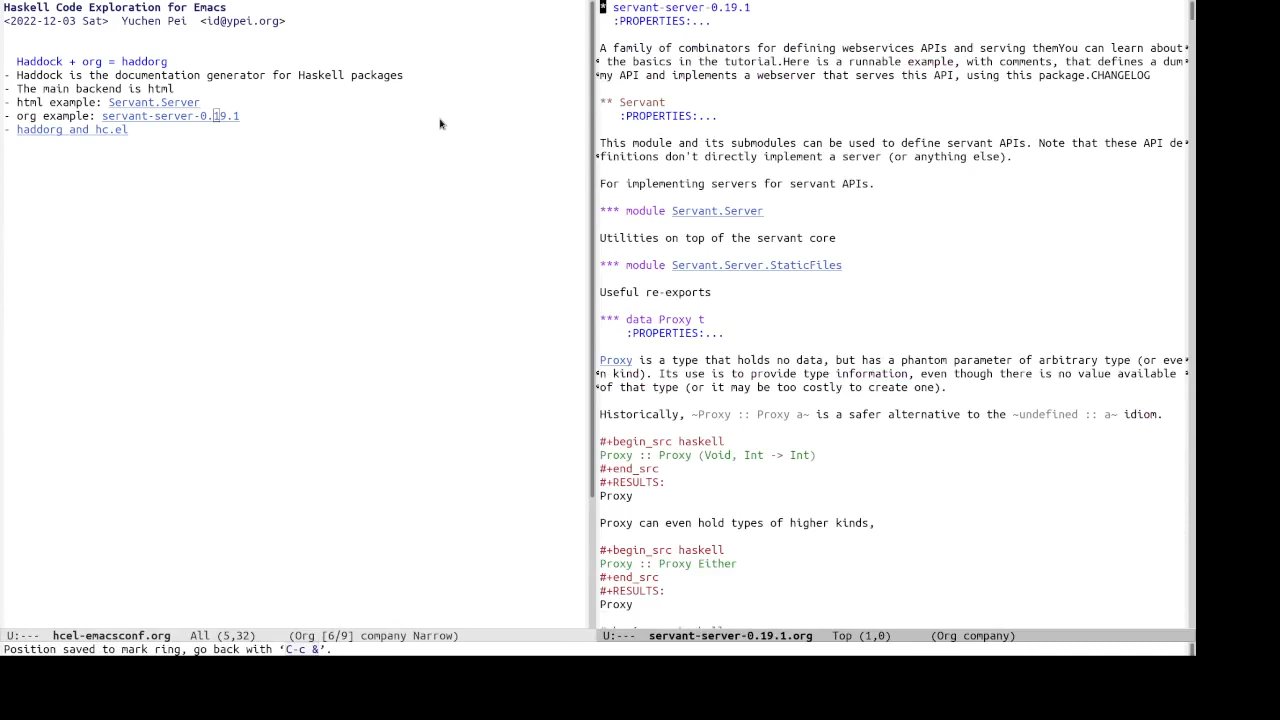 Haskell Code Exploration for Emacs
<2022-12-03 Sat>  Yuchen Pei  <id@ypei.org>
Haddock + org = haddorg
- Haddock is the documentation generator for Haskell packages
- The main backend is html
- html example: Servant.Server
- org example: servant-server-0.19.1
- haddorg and hc.el
U:---  hcel-emacsconf.org   All (5,32)     (Org [6/9] company Narrow)
* servant-server-0.19.1
:PROPERTIES:...
A family of combinators for defining webservices APIs and serving themYou can learn about
the basics in the tutorial.Here is a runnable example, with comments, that defines a dum
my API and implements a webserver that serves this API, using this package.CHANGELOG
** Servant
:PROPERTIES:...
This module and its submodules can be used to define servant APIs. Note that these API de
finitions don't directly implement a server (or anything else).
For implementing servers for servant APIs.
*** module Servant.Server
Utilities on top of the servant core
*** module Servant.Server.StaticFiles
Useful re-exports
*** data Proxy t
:PROPERTIES:...
Proxy is a type that holds no data, but has a phantom parameter of arbitrary type (or eve
n kind). Its use is to provide type information, even though there is no value available
of that type (or it may be too costly to create one).
Historically, ~Proxy :: Proxy a~ is a safer alternative to the ~undefined :: a~ idiom.
#+begin_src haskell
Proxy :: Proxy (Void, Int -> Int)
#+end_src
#+RESULTS:
Proxy
Proxy can even hold types of higher kinds,
#+begin_src haskell
Proxy :: Proxy Either
#+end_src
#+RESULTS:
Proxy
U:---  servant-server-0.19.1.org   Top (1,0)      (Org company)
Position saved to mark ring, go back with ‘C-c &’.